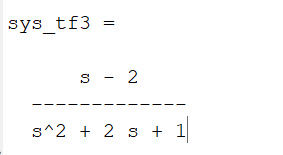 sys_tf3 =
s - 2
-------------
s^2 + 2 s + 1